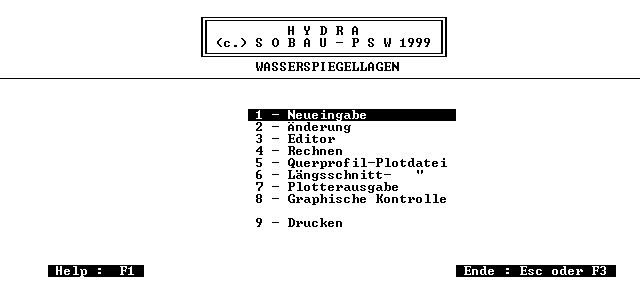 H Y D R A
(c.) S O B A U - P S W 1999
WASSERSPIEGELLAGEN
1 - Neueingabe
2 - Änderung
3 - Editor
4 - Rechnen
5 - Querprofil-Plotdatei
6 - Längsschnitt-   "
7 - Plotterausgabe
8 - Graphische Kontrolle
9 - Drucken
Help :  F1
Ende : Esc oder F3